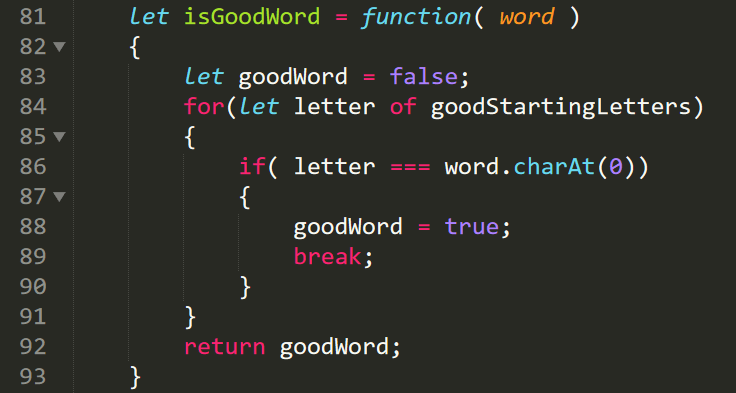 81 let isGoodWord = function( word )
82 {
83 let goodWord = false;
84 for(let letter of goodStartingLetters)
85 {
86 if( letter === word.charAt(0))
87 {
88 goodWord = true;
89 break;
90 }
91 }
92 return goodWord;
93 }